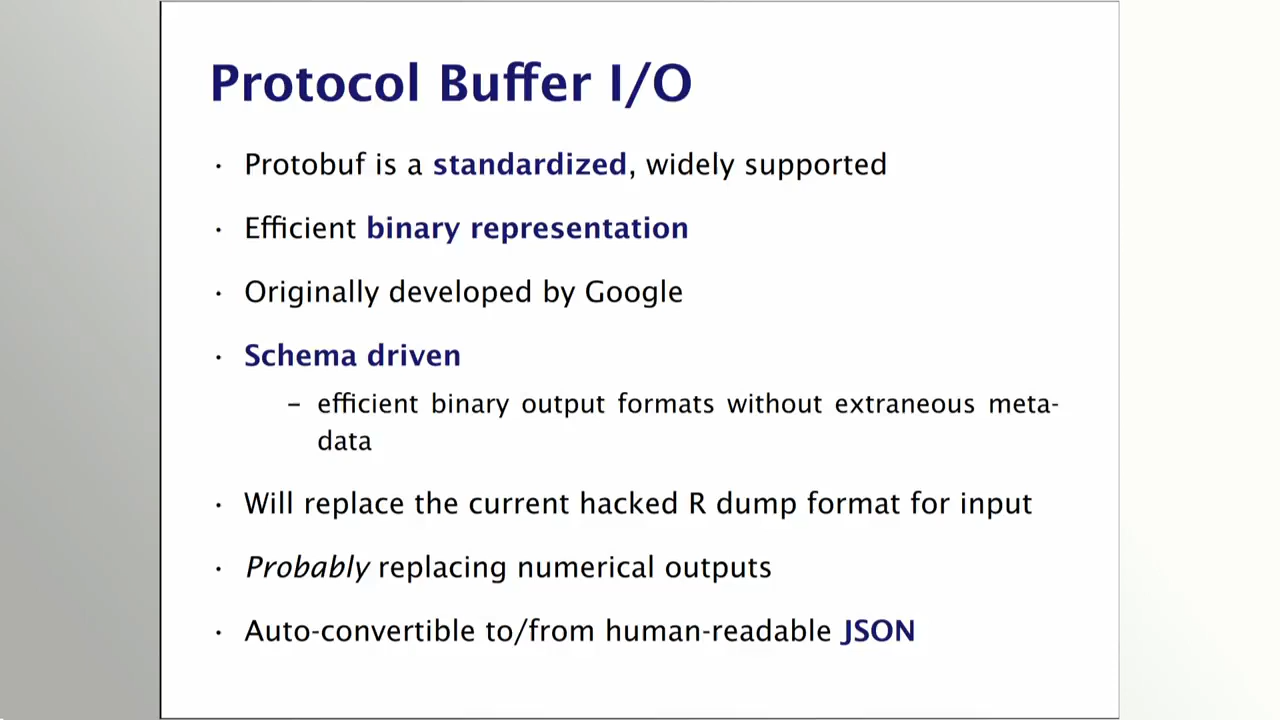 Protocol Buffer I/O
· Protobuf is a standardized, widely supported
· Efficient binary representation
· Originally developed by Google
· Schema driven
– efficient binary output formats without extraneous meta-
data
· Will replace the current hacked R dump format for input
· Probably replacing numerical outputs
· Auto-convertible to/from human-readable JSON